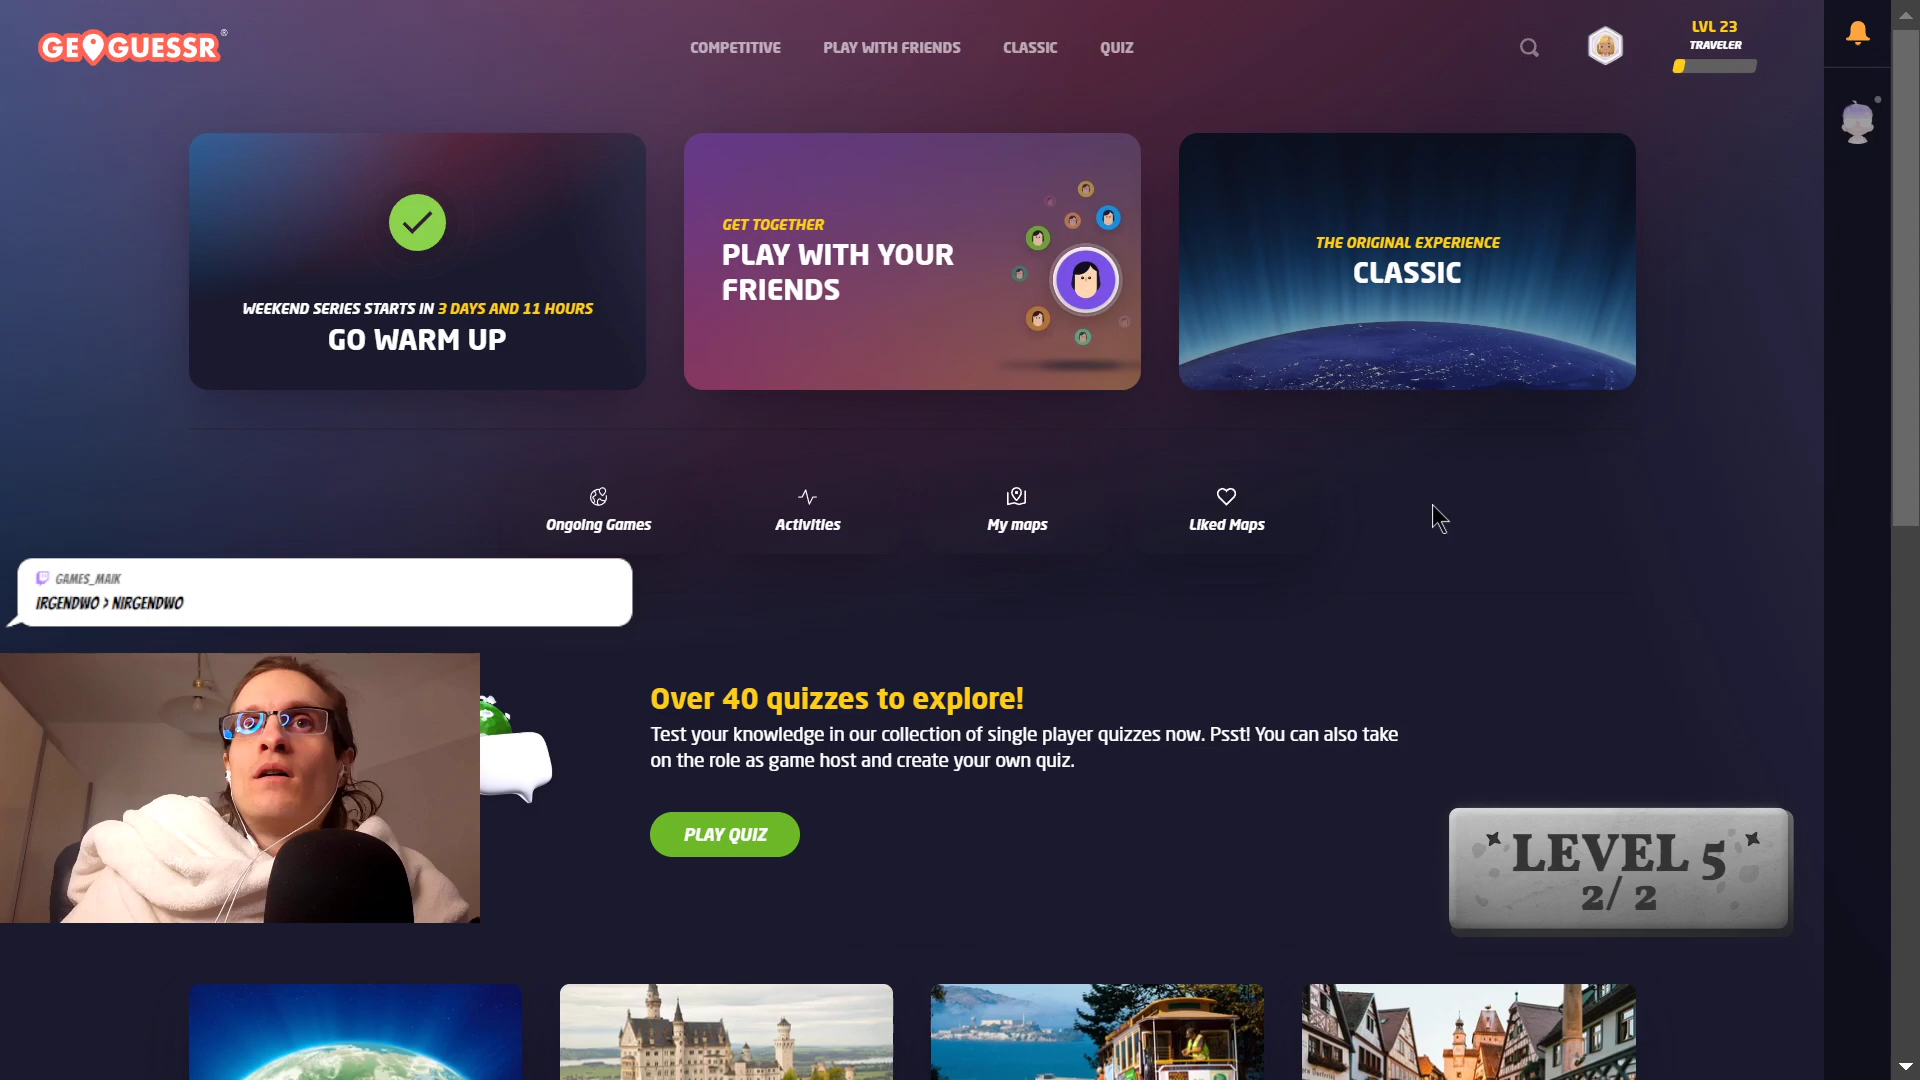 GEOGUESSR®
COMPETITIVE
PLAY WITH FRIENDS
CLASSIC
QUIZ
LVL 23
TRAVELER
WEEKEND SERIES STARTS IN 3 DAYS AND 11 HOURS
GO WARM UP
GET TOGETHER
PLAY WITH YOUR
FRIENDS
THE ORIGINAL EXPERIENCE
CLASSIC
Ongoing Games
Activities
My maps
Liked Maps
GAMES_MAIK
IRGENDWO > NIRGENDWO
Over 40 quizzes to explore!
Test your knowledge in our collection of single player quizzes now. Psst! You can also take
on the role as game host and create your own quiz.
PLAY QUIZ
LEVEL 5
2/ 2